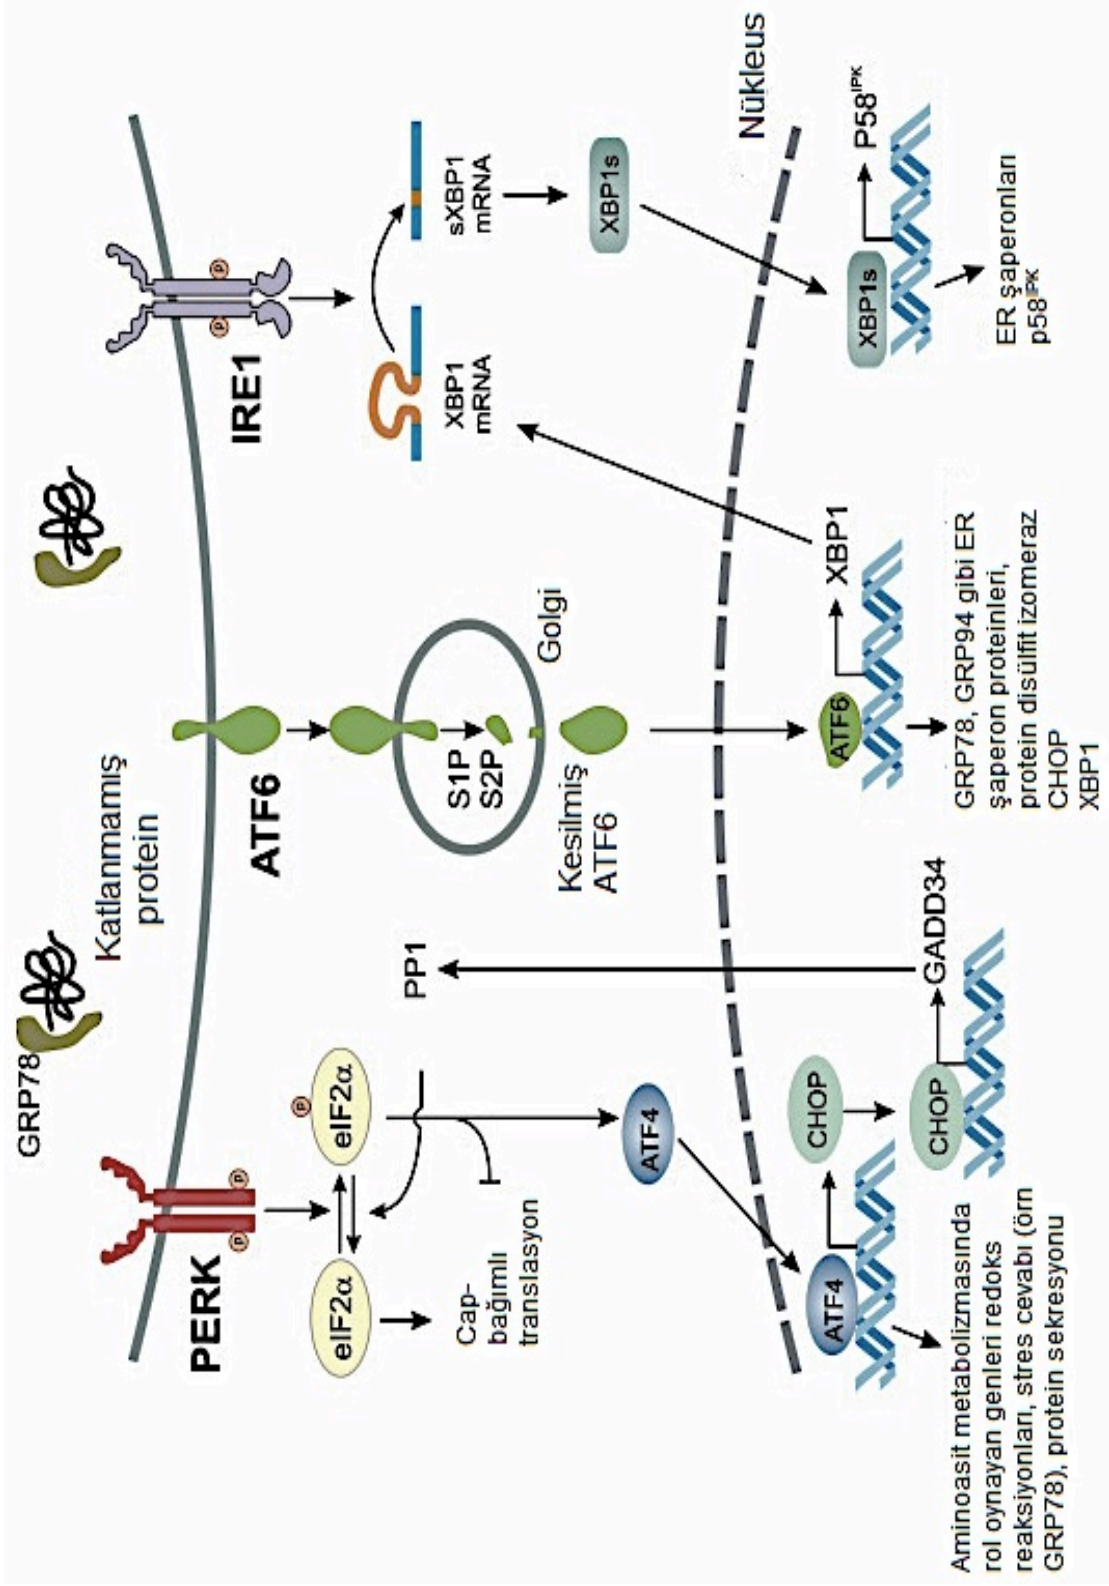 GRP78
Katlanmamış
protein
PERK
ATF6
IRE1
P
P
P
P
eIF2α
P
eIF2α
Cap-
bağımlı
translasyon
PP1
S1P
S2P
Golgi
Kesilmiş
ATF6
XBP1
mRNA
sXBP1
mRNA
XBP1s
ATF4
Nükleus
ATF4
CHOP
CHOP
GADD34
ATF6
XBP1
XBP1s
P58IPK
Aminoasit metabolizmasında
rol oynayan genleri redoks
reaksiyonları, stres cevabı (örn
GRP78), protein sekresyonu
GRP78, GRP94 gibi ER
şaperon proteinleri,
protein disülfit izomeraz
CHOP
XBP1
ER şaperonları
p58IPK